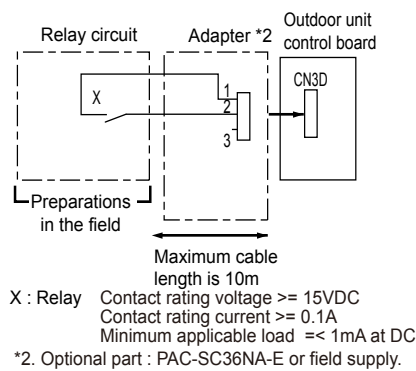 Relay circuit
Adapter *2
Outdoor unit
control board
X
1
2
3
CN3D
Preparations
in the field
Maximum cable
length is 10m
X : Relay Contact rating voltage >= 15VDC
Contact rating current >= 0.1A
Minimum applicable load =< 1mA at DC
*2. Optional part : PAC-SC36NA-E or field supply.